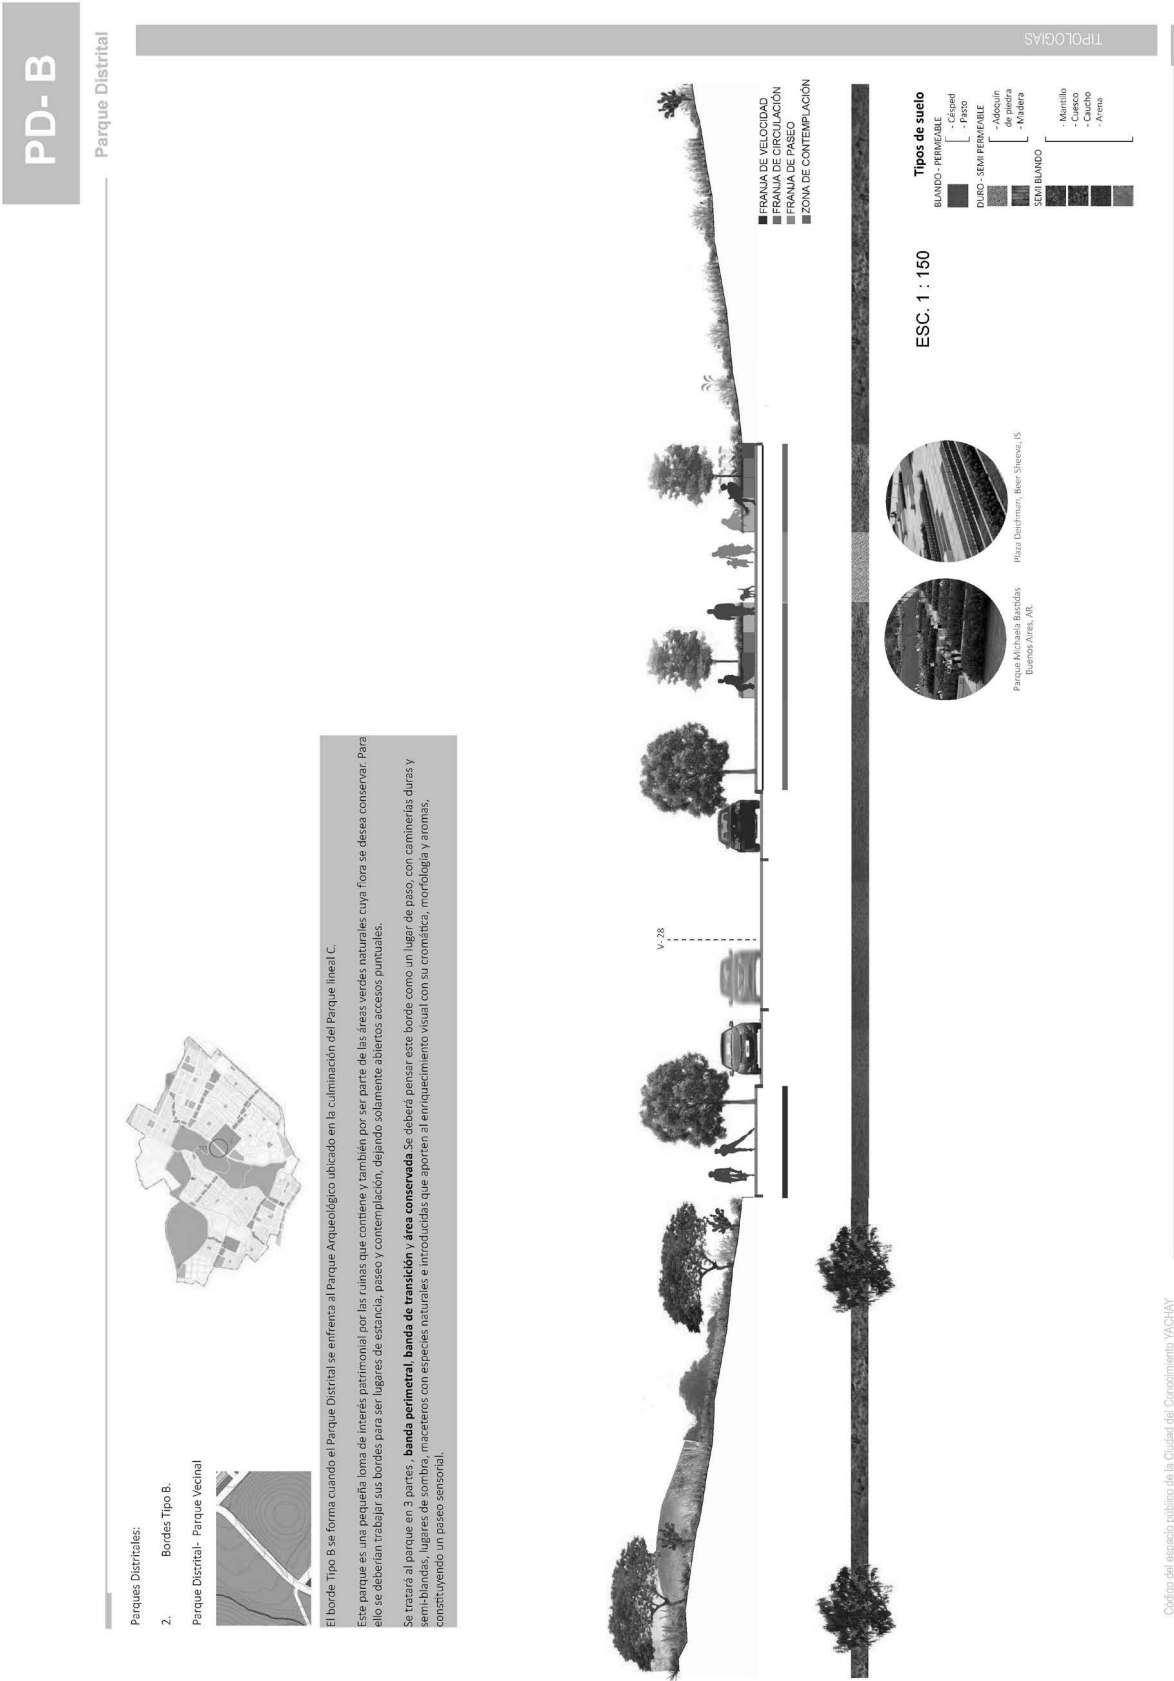 PD- B
Parque Distrital
TIPOLOGIAS
Parques Distritales:
2. Bordes Tipo B.
Parque Distrital- Parque Vecinal
El borde Tipo B se forma cuando el Parque Distrital se enfrenta al Parque Arqueológico ubicado en la culminación del Parque lineal C.
Este parque es una pequeña loma de interés patrimonial por las ruinas que contiene y también por ser parte de las áreas verdes naturales cuya flora se desea conservar. Para
ello se deberían trabajar sus bordes para ser lugares de estancia, paseo y contemplación, dejando solamente abiertos accesos puntuales.
Se tratará al parque en 3 partes , banda perimetral, banda de transición y área conservada.Se deberá pensar este borde como un lugar de paso, con caminerías duras y
semi-blandas, lugares de sombra, maceteros con especies naturales e introducidas que aporten al enriquecimiento visual con su cromática, morfología y aromas,
constituyendo un paseo sensorial.
V- 28
FRANJA DE VELOCIDAD
FRANJA DE CIRCULACIÓN
FRANJA DE PASEO
ZONA DE CONTEMPLACIÓN
Parque Michaela Bastidas
Buenos Aires, AR.
Plaza Deichman, Beer Sheeva, IS
ESC. 1 : 150
Tipos de suelo
BLANDO - PERMEABLE
- Césped
- Pasto
DURO - SEMI PERMEABLE
- Adoquín
de piedra
- Madera
SEMI BLANDO
- Mantillo
- Cuesco
- Caucho
- Arena
Código del espacio público de la Ciudad del Conocimiento YACHAY